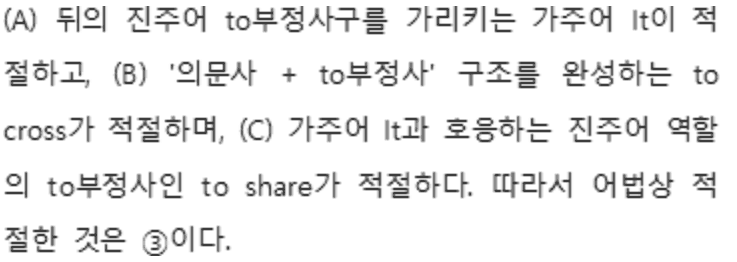 (A) 뒤의 진주어 to부정사구를 가리키는 가주어 It이 적
절하고, (B) '의문사 + to부정사' 구조를 완성하는 to
cross가 적절하며, (C) 가주어 It과 호응하는 진주어 역할
의 to부정사인 to share가 적절하다. 따라서 어법상 적
절한 것은 ③이다.